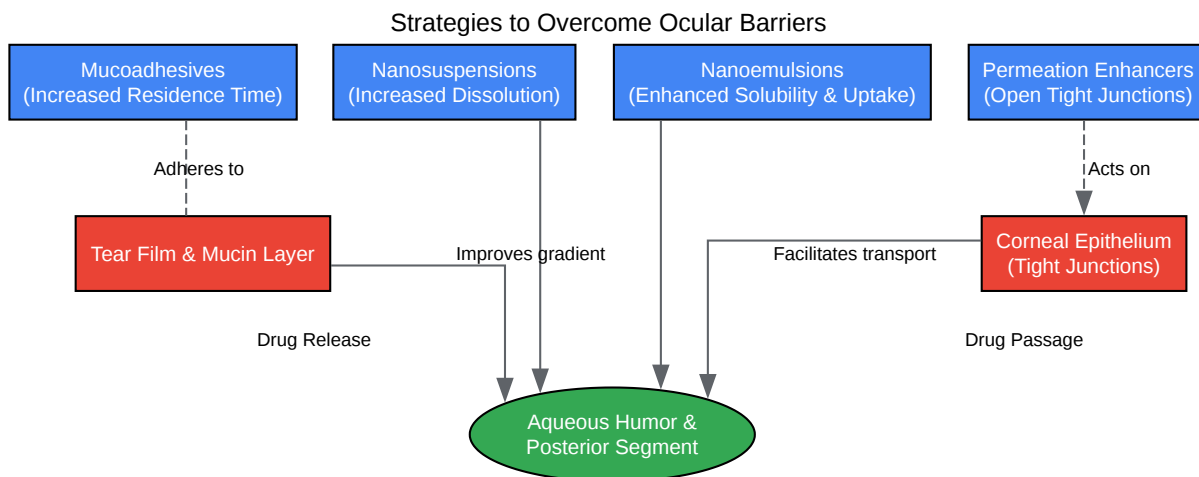 Strategies to Overcome Ocular Barriers
Mucoadhesives
(Increased Residence Time)
Nanosuspensions
(Increased Dissolution)
Nanoemulsions
(Enhanced Solubility & Uptake)
Permeation Enhancers
(Open Tight Junctions)
Adheres to
Acts on
Tear Film & Mucin Layer
Improves gradient
Facilitates transport
Corneal Epithelium
(Tight Junctions)
Drug Release
Drug Passage
Aqueous Humor &
Posterior Segment